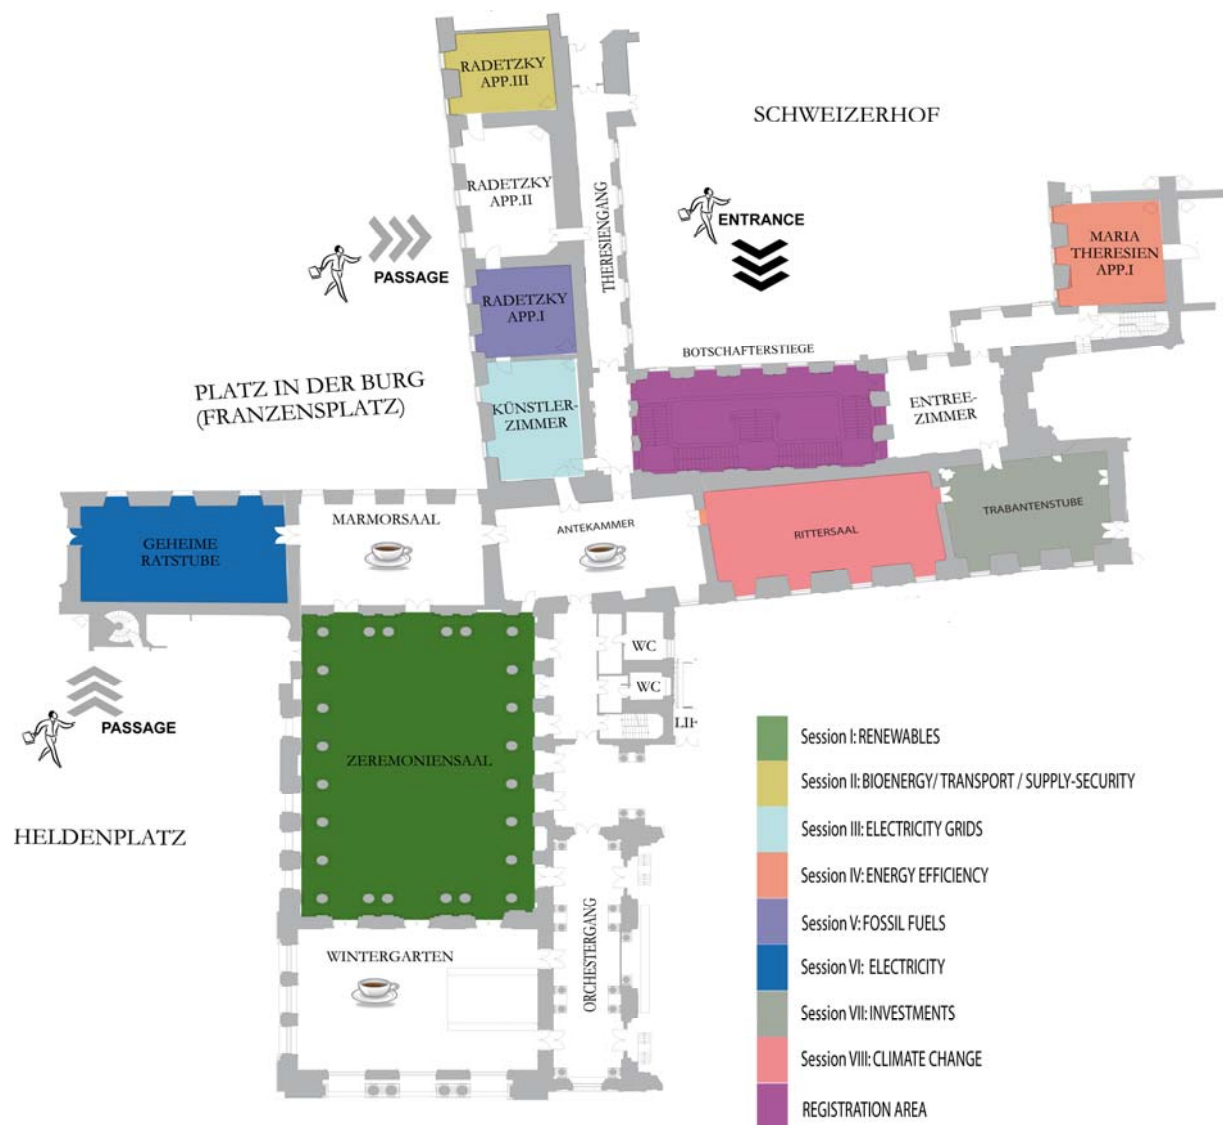 RADETZKY
APP.III
SCHWEIZERHOF
RADETZKY
APP.II
THERESIENGANG
ENTRANCE
MARIA
THERESIEN
APP.I
PASSAGE
RADETZKY
APP.I
BOTSCHAFTERSTIEGE
PLATZ IN DER BURG
(FRANZENSPLATZ)
KÜNSTLER-
ZIMMER
ENTREE-
ZIMMER
MARMORSAAL
ANTEKAMMER
RITTERSAAL
TRABANTENSTUBE
GEHEIME
RATSTUBE
WC
WC
PASSAGE
ZEREMONIENSAAL
HELDENPLATZ
WINTERGARTEN
ORCHESTERGANG
Session I: RENEWABLES
Session II: BIOENERGY/ TRANSPORT / SUPPLY-SECURITY
Session III: ELECTRICITY GRIDS
Session IV: ENERGY EFFICIENCY
Session V: FOSSIL FUELS
Session VI: ELECTRICITY
Session VII: INVESTMENTS
Session VIII: CLIMATE CHANGE
REGISTRATION AREA